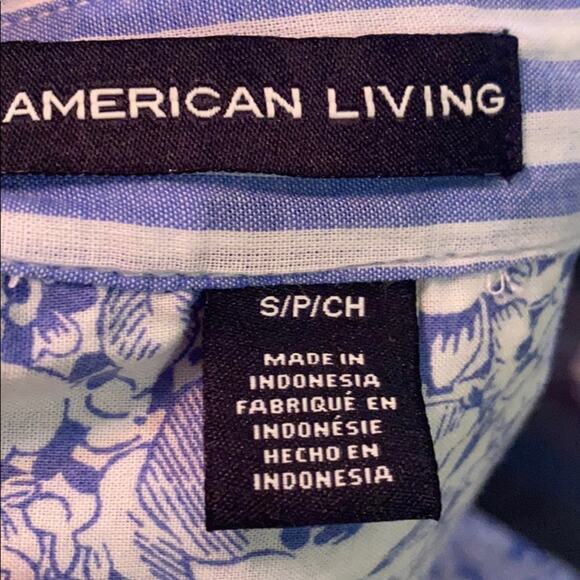 AMERICAN LIVING
S/P/CH
MADE IN
INDONESIA
FABRIQUÉ EN
INDONÉSIE
HECHO EN
INDONESIA